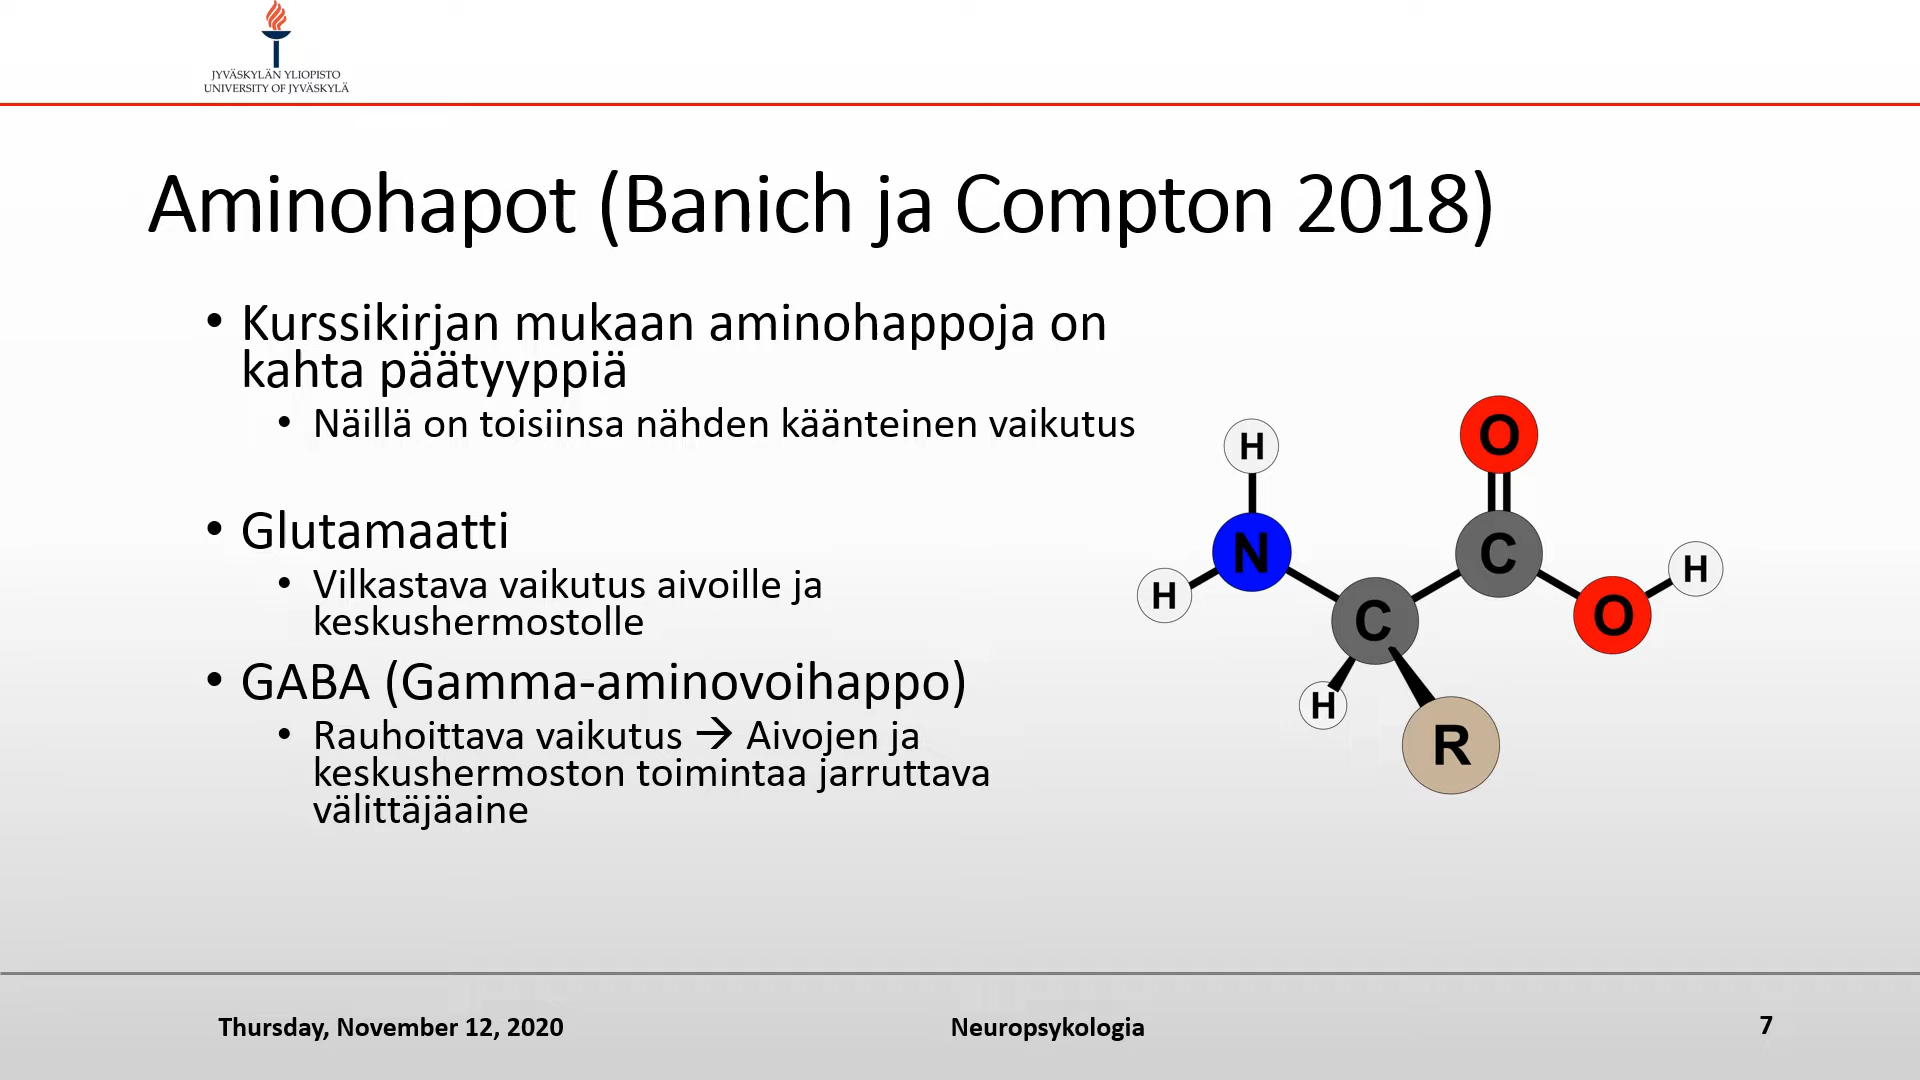 JYVÄSKYLÄN YLIOPISTO
UNIVERSITY OF JYVÄSKYLÄ
Aminohapot (Banich ja Compton 2018)
• Kurssikirjan mukaan aminohappoja on
kahta päätyyppiä
• Näillä on toisiinsa nähden käänteinen vaikutus
• Glutamaatti
• Vilkastava vaikutus aivoille ja
keskushermostolle
• GABA (Gamma-aminovoihappo)
• Rauhoittava vaikutus → Aivojen ja
keskushermoston toimintaa jarruttava
välittäjäaine
O
H
N
C
H
H
C
O
H
R
Thursday, November 12, 2020
Neuropsykologia
7